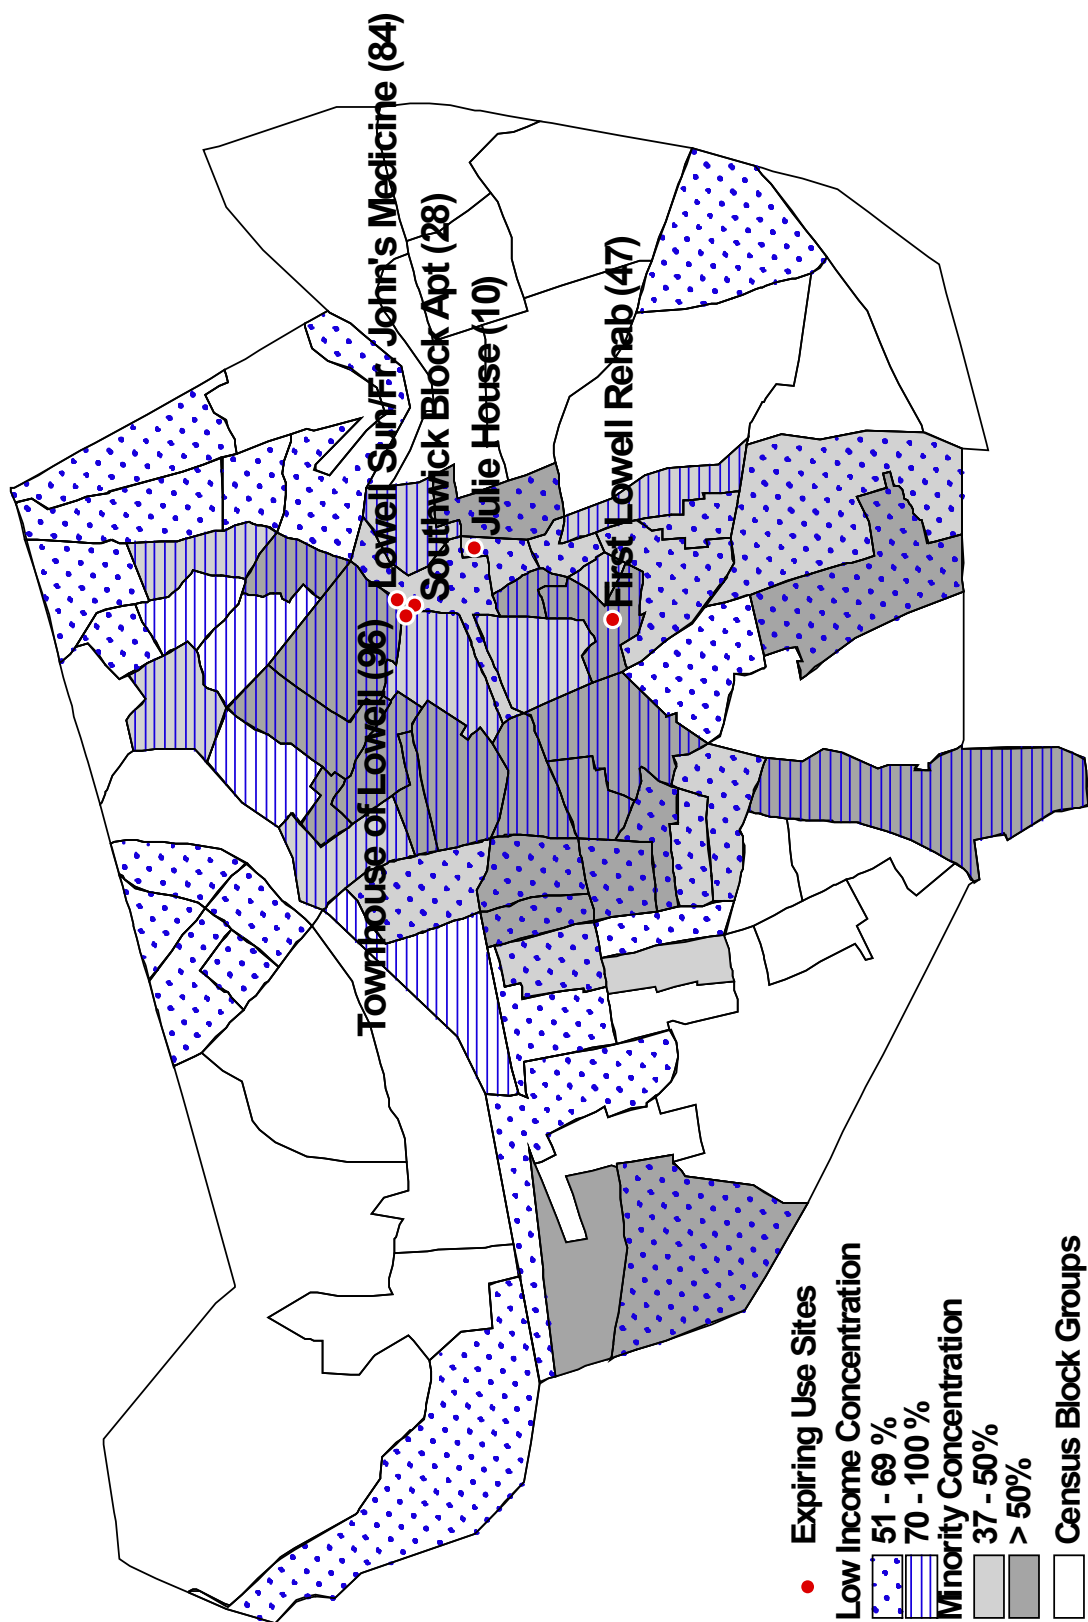 Lowell Sun/Fr. John's Medicine (84)
Southwick Block Apt (28)
Julie House (10)
First Lowell Rehab (47)
Townhouse of Lowell (96)
Expiring Use Sites
Low Income Concentration
51 - 69 %
70 - 100 %
Minority Concentration
37 - 50%
> 50%
Census Block Groups